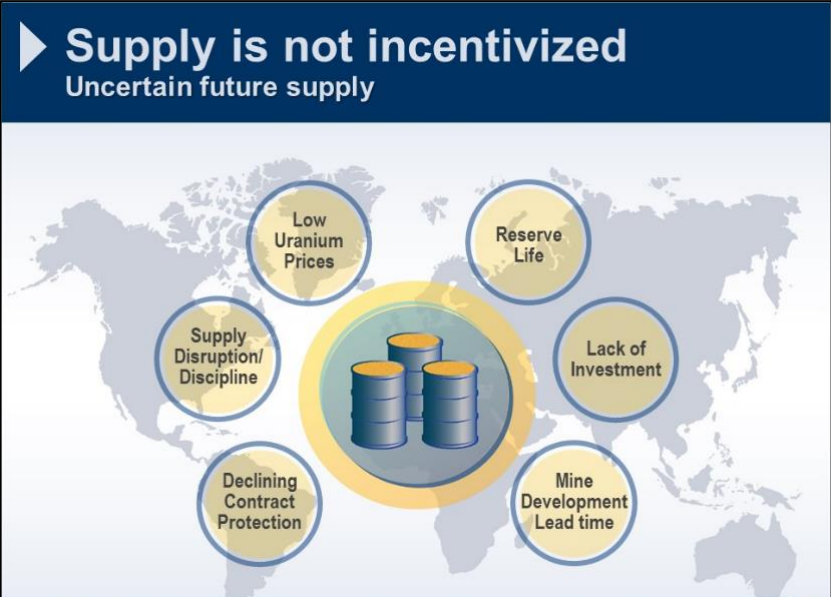 Supply is not incentivized
Uncertain future supply
Low
Uranium
Prices
Reserve
Life
Supply
Disruption/
Discipline
Lack of
Investment
Declining
Contract
Protection
Mine
Development
Lead time